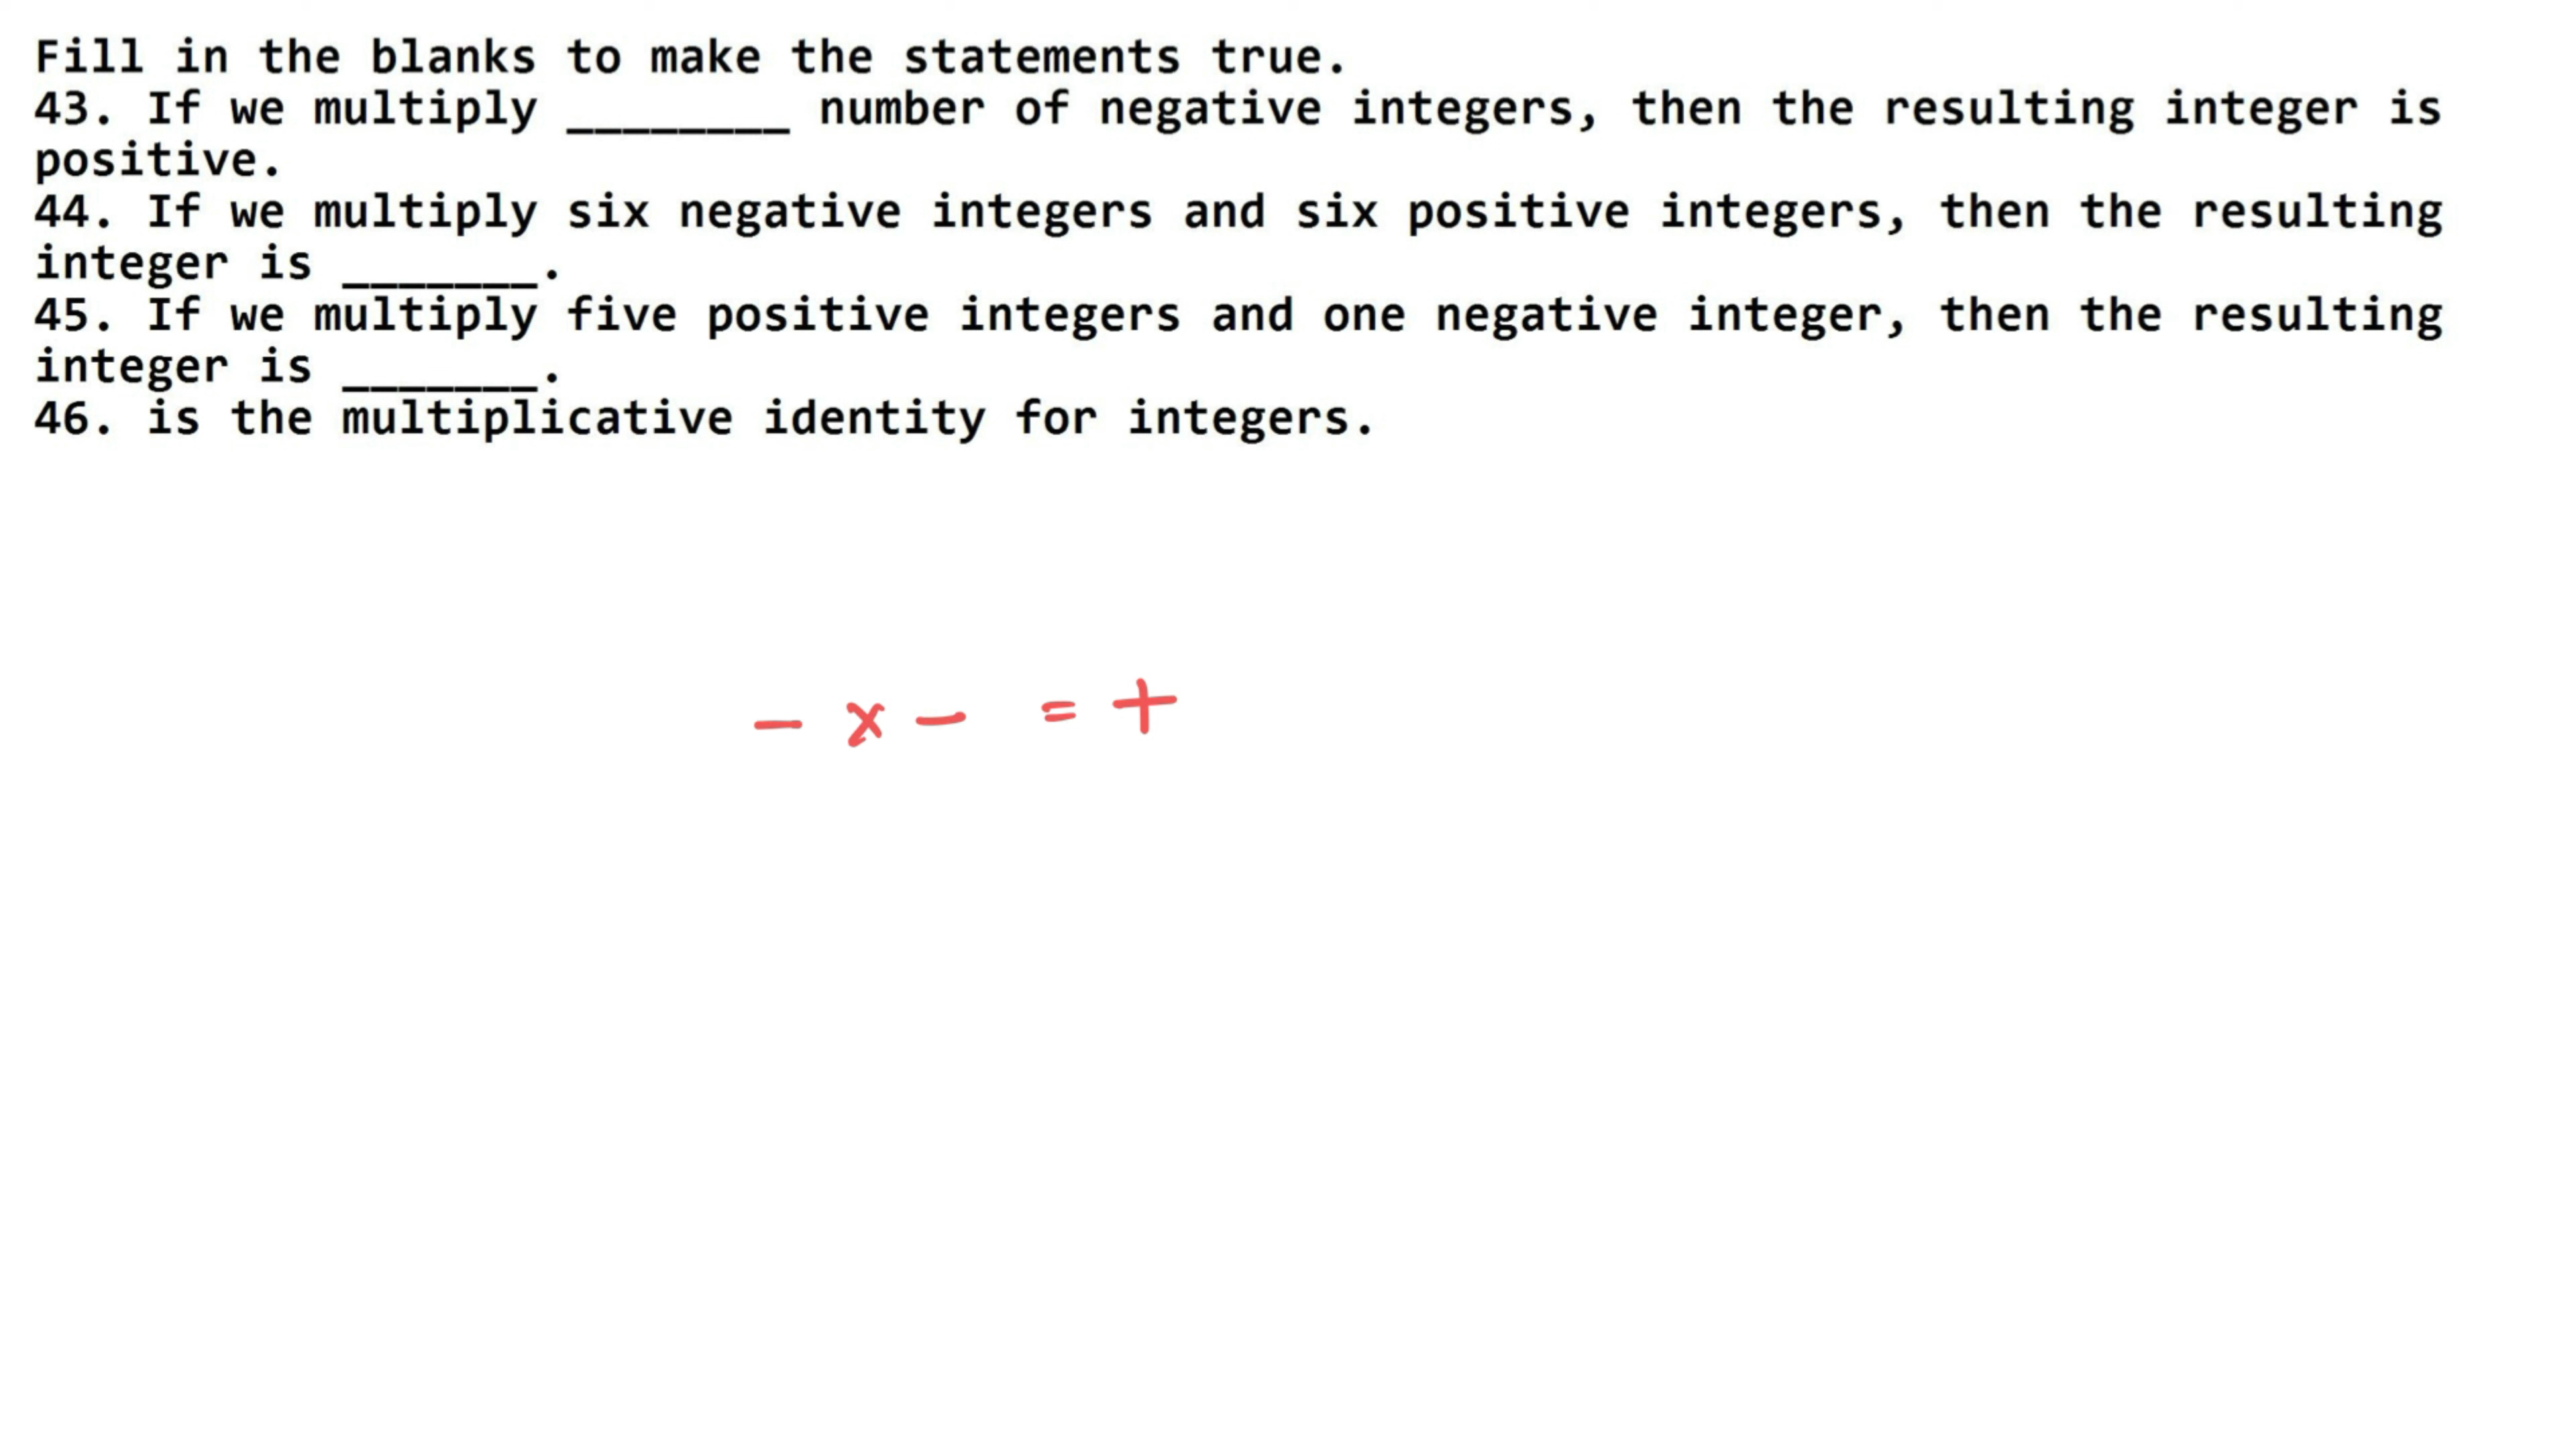 Fill in the blanks to make the statements true.
43. If we multiply ________ number of negative integers, then the resulting integer is
positive.
44. If we multiply six negative integers and six positive integers, then the resulting
integer is _______.
45. If we multiply five positive integers and one negative integer, then the resulting
integer is _______.
46. is the multiplicative identity for integers.
- x - = +